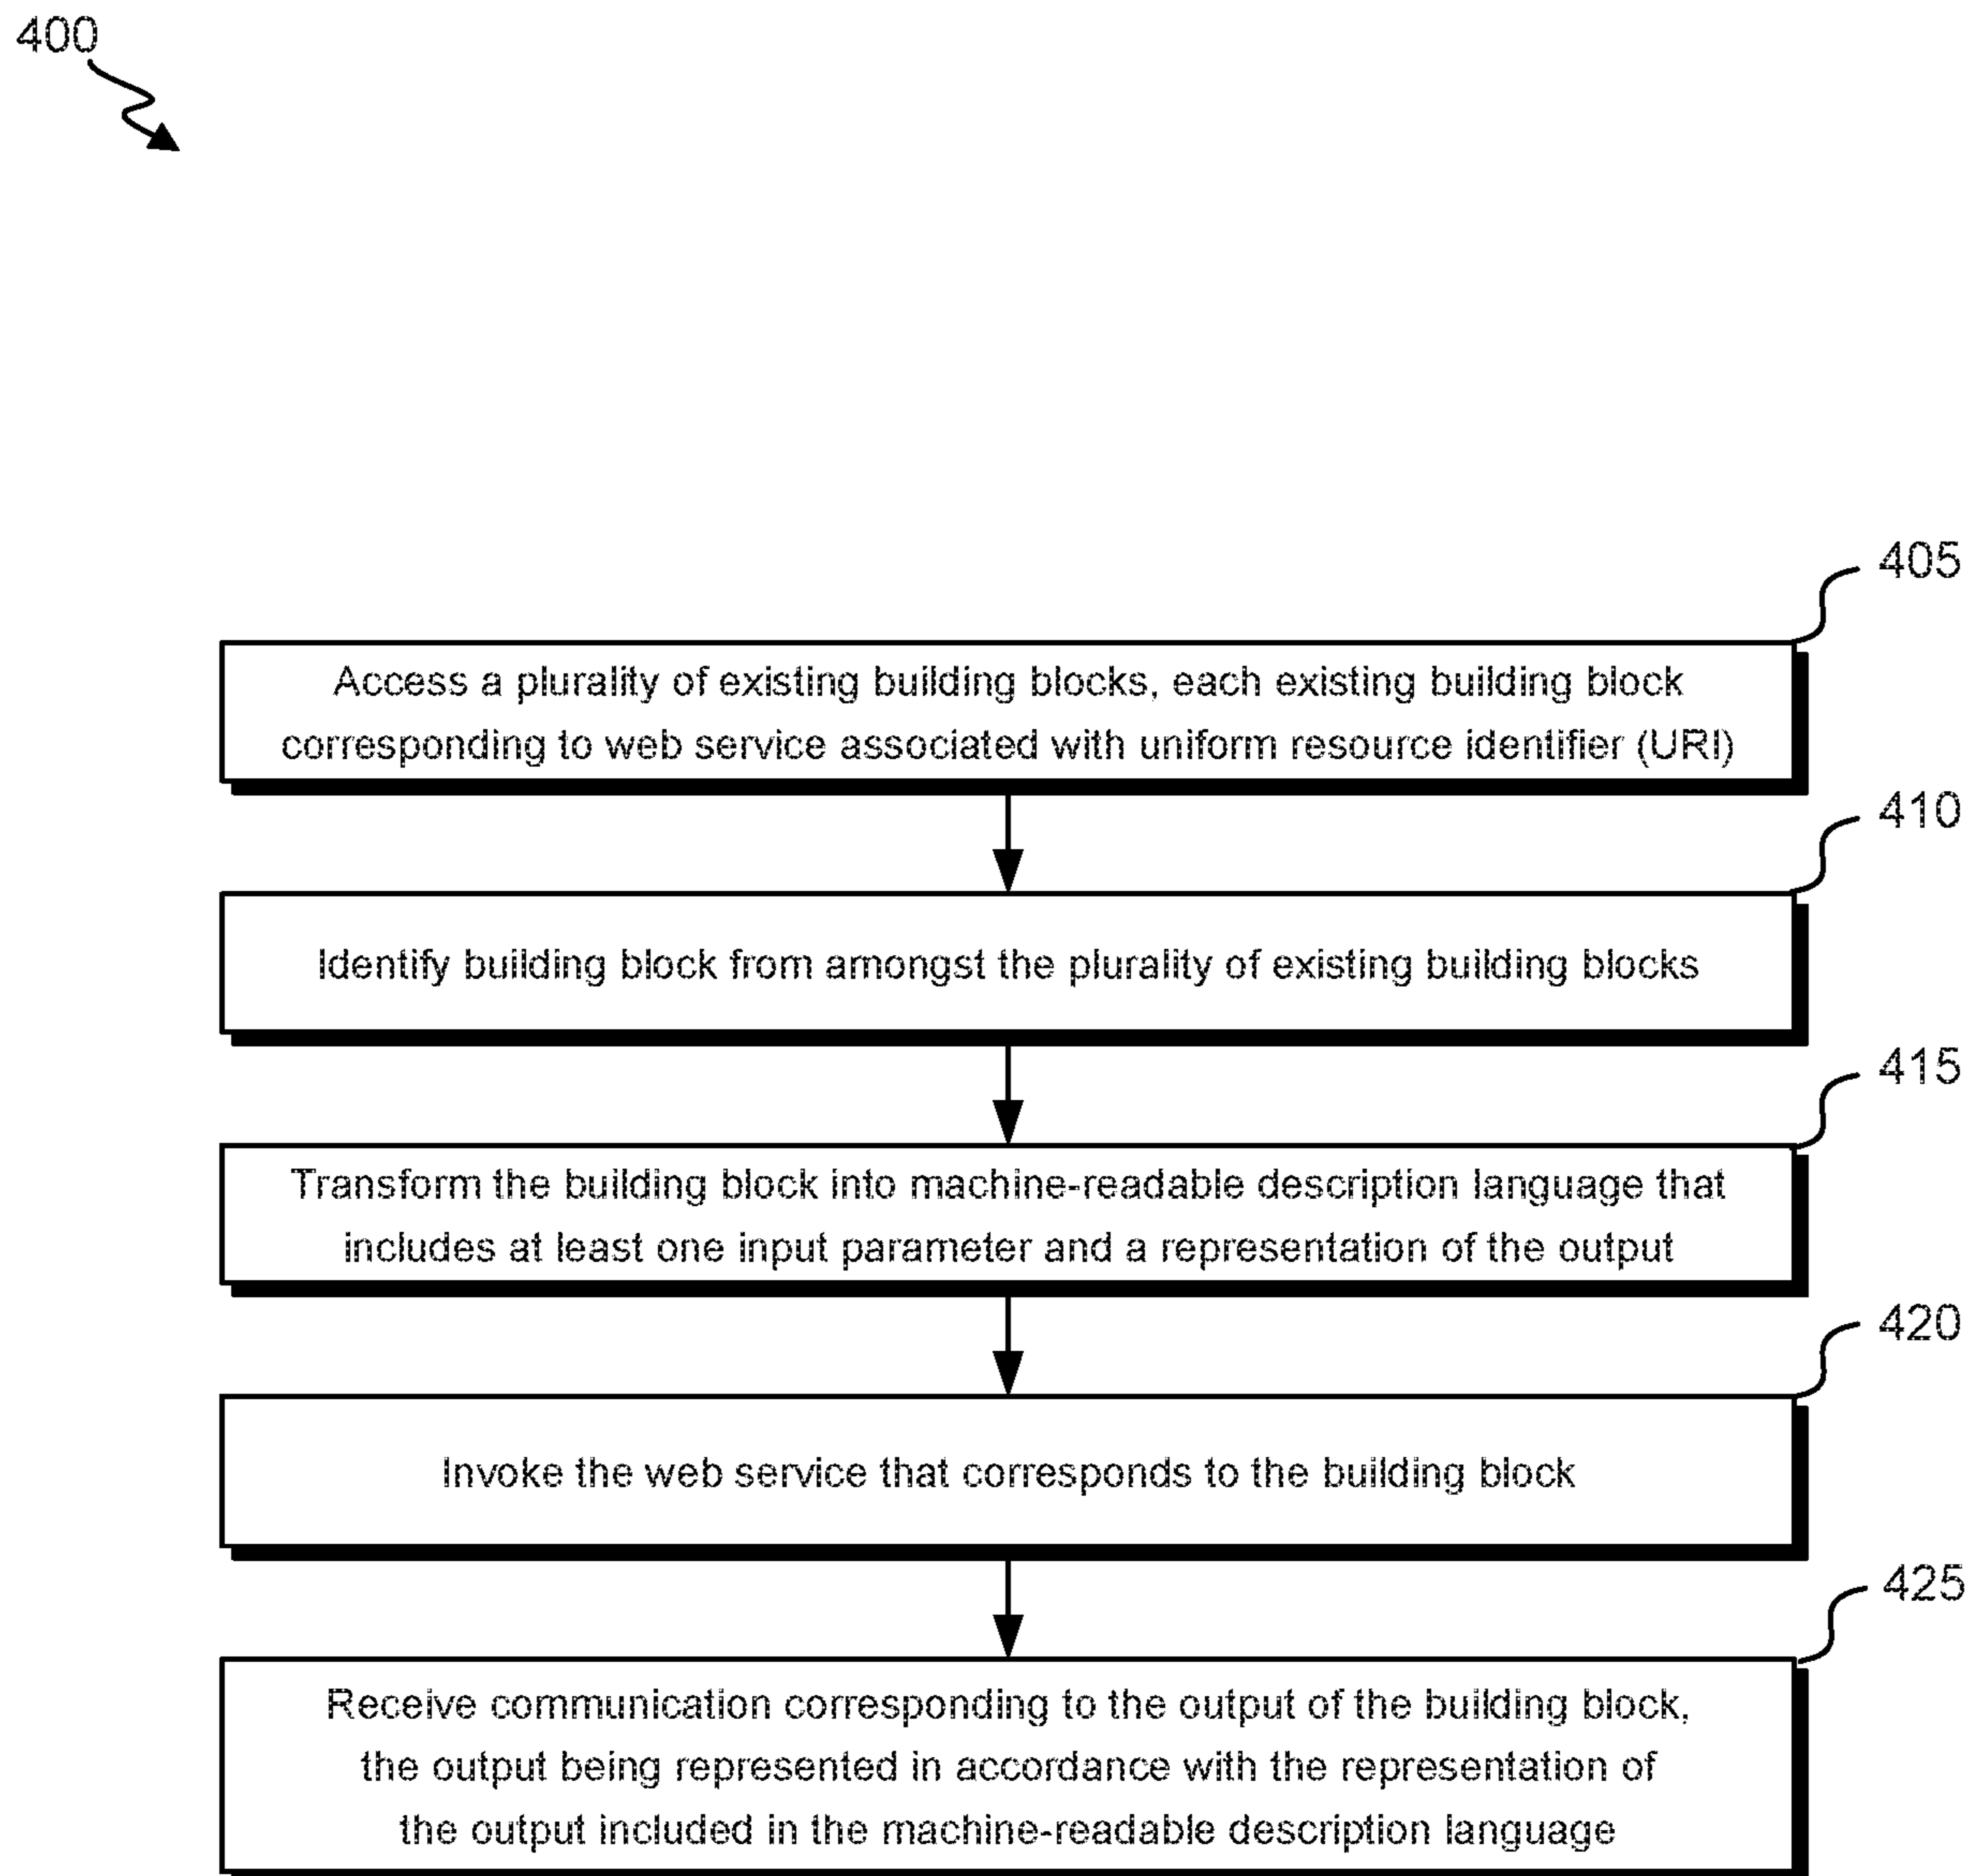 400
405
Access a plurality of existing building blocks, each existing building block
corresponding to web service associated with uniform resource identifier (URI)
410
Identify building block from amongst the plurality of existing building blocks
415
Transform the building block into machine-readable description language that
includes at least one input parameter and a representation of the output
420
Invoke the web service that corresponds to the building block
425
Receive communication corresponding to the output of the building block,
the output being represented in accordance with the representation of
the output included in the machine-readable description language